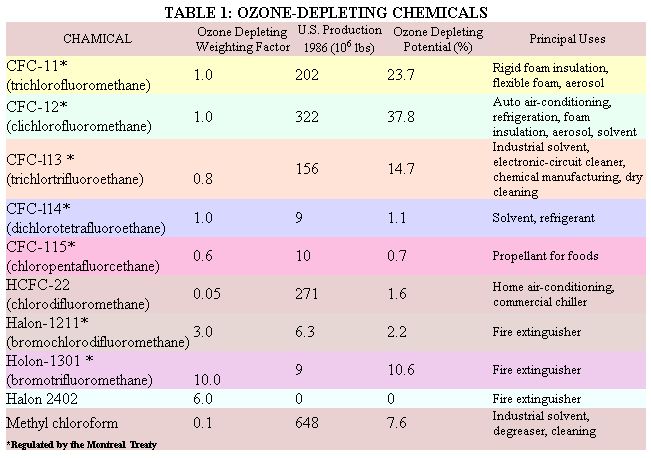 TABLE 1: OZONE-DEPLETING CHEMICALS
CHAMICAL
Ozone Depleting
Weighting Factor
U.S. Production
1986 (10⁶ lbs)
Ozone Depleting
Potential (%)
Principal Uses
CFC-11*
(trichlorofluoromethane)
1.0
202
23.7
Rigid foam insulation,
flexible foam, aerosol
CFC-12*
(clichlorofluoromethane)
1.0
322
37.8
Auto air-conditioning,
refrigeration, foam
insulation, aerosol, solvent
CFC-l13 *
(trichlortrifluoroethane)
0.8
156
14.7
Industrial solvent,
electronic-circuit cleaner,
chemical manufacturing, dry
cleaning
CFC-l14*
(dichlorotetrafluoroethane)
1.0
9
1.1
Solvent, refrigerant
CFC-115*
(chloropentafluorcethane)
0.6
10
0.7
Propellant for foods
HCFC-22
(chlorodifluoromethane)
0.05
271
1.6
Home air-conditioning,
commercial chiller
Halon-1211*
(bromochlorodifluoromethane)
3.0
6.3
2.2
Fire extinguisher
Holon-1301 *
(bromotrifluoromethane)
10.0
9
10.6
Fire extinguisher
Halon 2402
6.0
0
0
Fire extinguisher
Methyl chloroform
0.1
648
7.6
Industrial solvent,
degreaser, cleaning
*Regulated by the Montreal Treaty